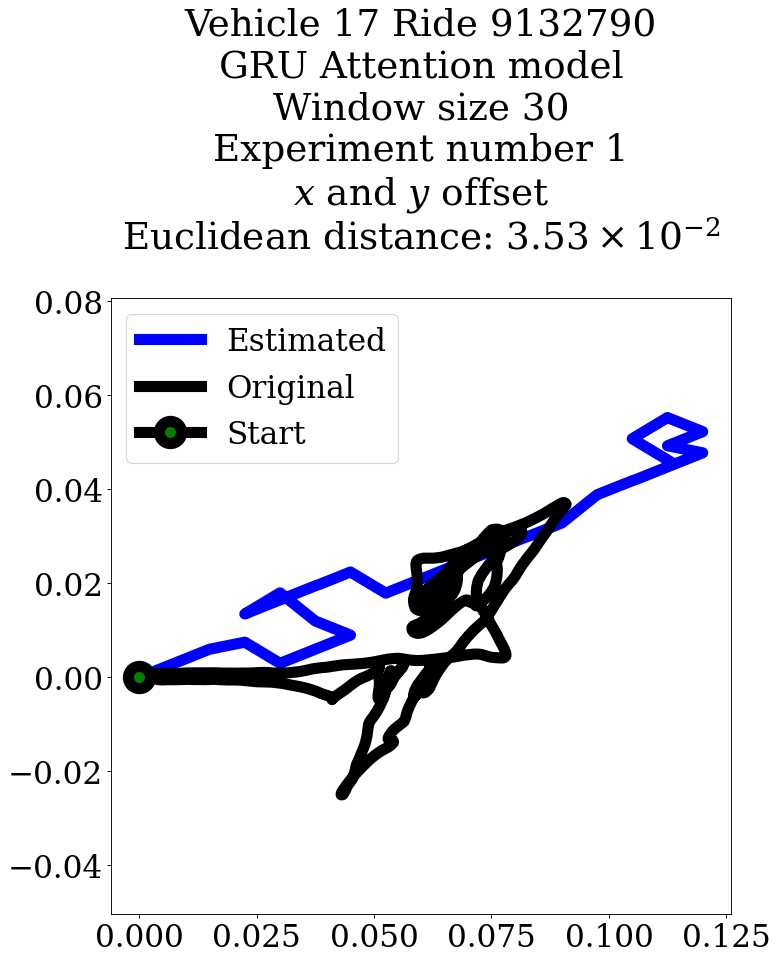 Vehicle 17 Ride 9132790
GRU Attention model
Window size 30
Experiment number 1
x and y offset
Euclidean distance: 3.53 × 10⁻²
0.08
Estimated
Original
Start
0.06
0.04
0.02
0.00
−0.02
−0.04
0.000 0.025 0.050 0.075 0.100 0.125